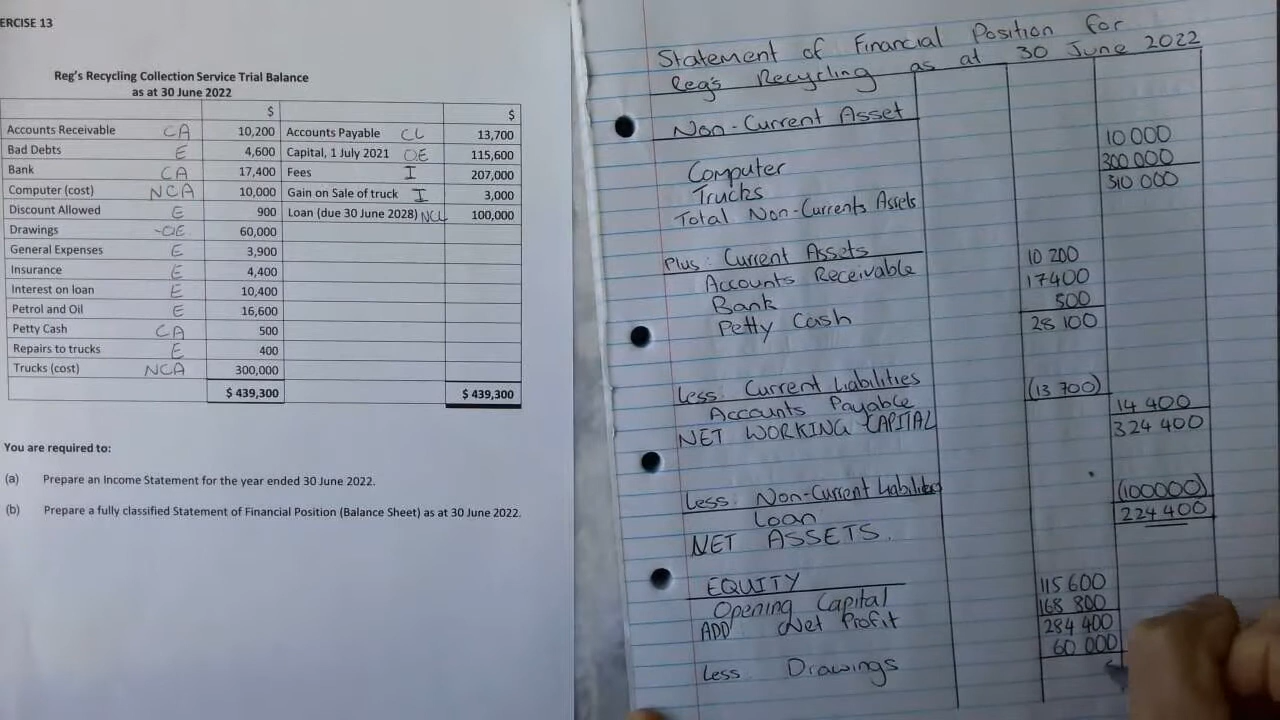 ERCISE 13
Reg's Recycling Collection Service Trial Balance
as at 30 June 2022
$ $
Accounts Receivable CA 10,200 Accounts Payable CL 13,700
Bad Debts E 4,600 Capital, 1 July 2021 OE 115,600
Bank CA 17,400 Fees I 207,000
Computer (cost) NCA 10,000 Gain on Sale of truck I 3,000
Discount Allowed E 900 Loan (due 30 June 2028) NCL 100,000
Drawings -OE 60,000
General Expenses E 3,900
Insurance E 4,400
Interest on loan E 10,400
Petrol and Oil E 16,600
Petty Cash CA 500
Repairs to trucks E 400
Trucks (cost) NCA 300,000
$ 439,300 $ 439,300
You are required to:
(a) Prepare an Income Statement for the year ended 30 June 2022.
(b) Prepare a fully classified Statement of Financial Position (Balance Sheet) as at 30 June 2022.
Statement of Financial Position for
Reg's Recycling as at 30 June 2022
Non-Current Asset
Computer 10 000
Trucks 300 000
Total Non-Currents Assets 310 000
Plus: Current Assets
Accounts Receivable 10 200
Bank 17400
Petty Cash 500
28 100
Less: Current Liabilities
Accounts Payable (13 700)
14 400
NET WORKING CAPITAL 324 400
Less: Non-Current Liabilities
Loan (100000)
NET ASSETS. 224 400
EQUITY
Opening Capital 115 600
ADD Net Profit 168 800
284 400
Less Drawings 60 000